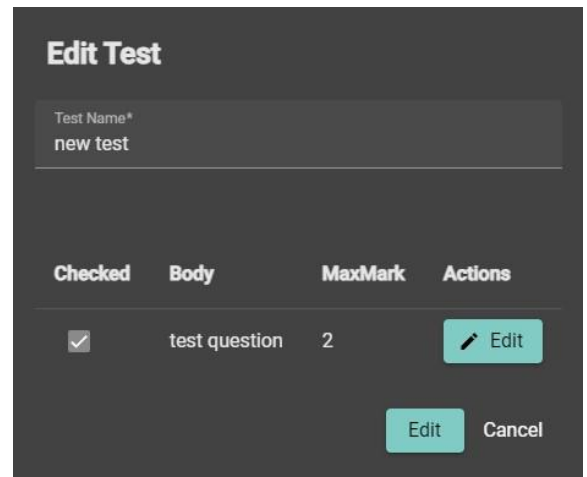 Edit Test
Test Name*
new test
Checked Body MaxMark Actions
test question 2 Edit
Edit Cancel